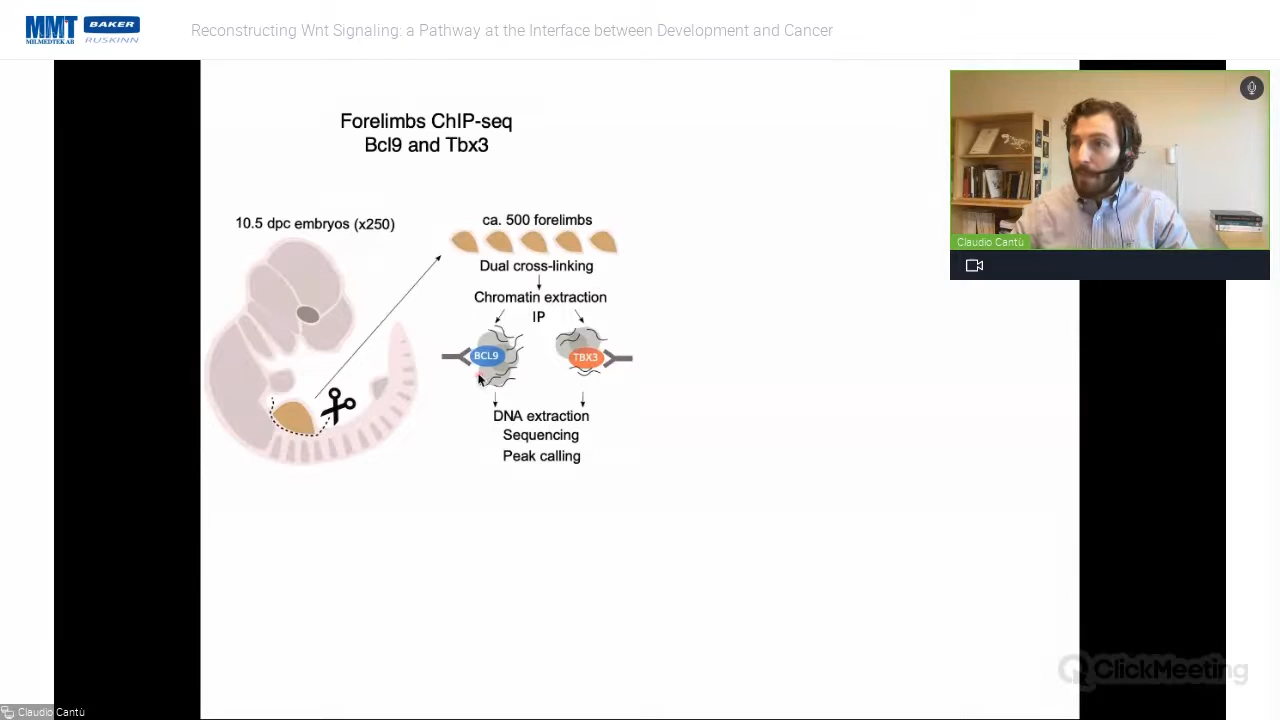 MMT
MILMEDTEK AB
BAKER
RUSKINN
Reconstructing Wnt Signaling: a Pathway at the Interface between Development and Cancer
Forelimbs ChIP-seq
Bcl9 and Tbx3
10.5 dpc embryos (x250)
ca. 500 forelimbs
Dual cross-linking
Chromatin extraction
IP
BCL9
TBX3
DNA extraction
Sequencing
Peak calling
Claudio Cantù
ClickMeeting
Claudio Cantù